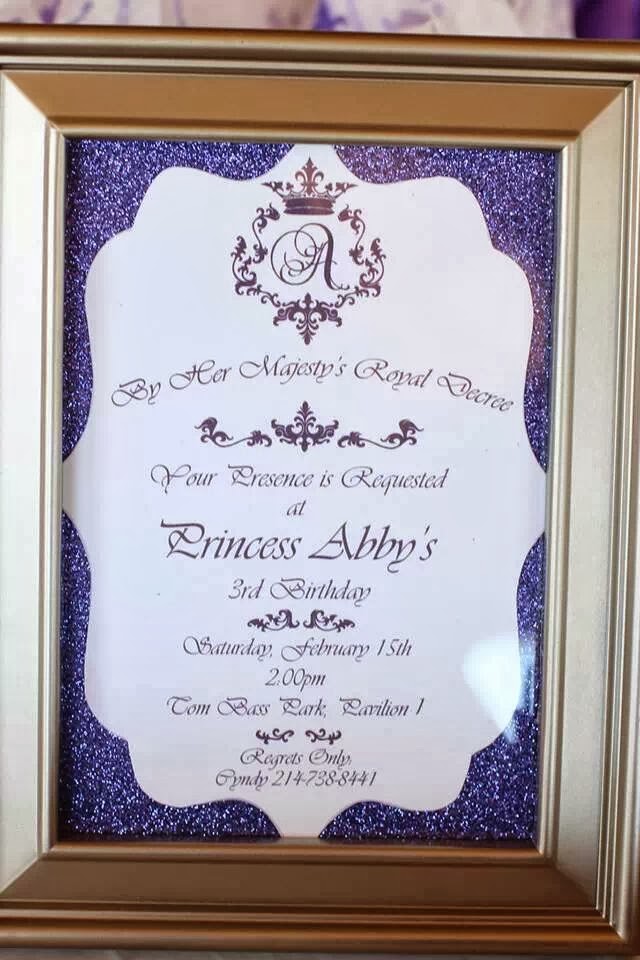 A
By Her Majesty's Royal Decree
Your Presence is Requested
at
Princess Abby's
3rd Birthday
Saturday, February 15th
2:00pm
Tom Bass Park, Pavilion 1
Regrets Only,
Cyndy 214-738-8441